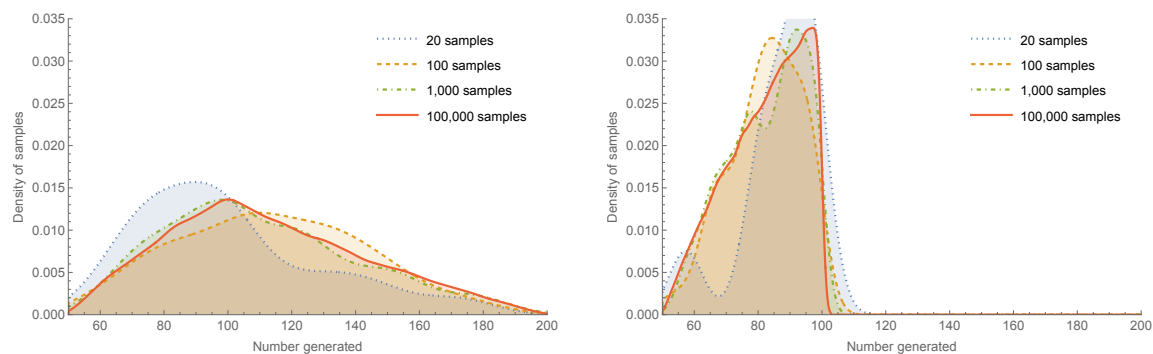 0.035
0.030
0.025
0.020
0.015
0.010
0.005
0.000
Density of samples
60 80 100 120 140 160 180 200
Number generated
20 samples
100 samples
1,000 samples
100,000 samples
0.035
0.030
0.025
0.020
0.015
0.010
0.005
0.000
Density of samples
60 80 100 120 140 160 180 200
Number generated
20 samples
100 samples
1,000 samples
100,000 samples